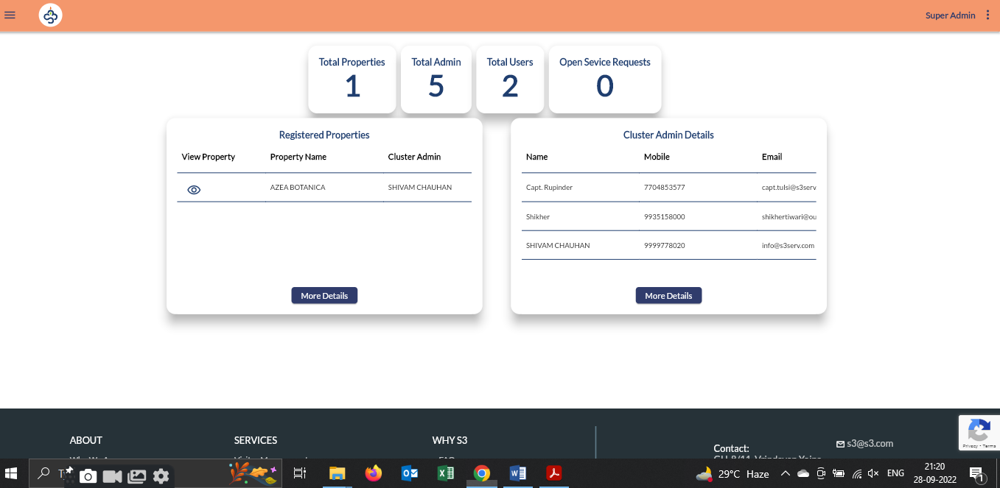 Super Admin
Total Properties
1
Total Admin
5
Total Users
2
Open Sevice Requests
0
Registered Properties
View Property Property Name Cluster Admin
AZEA BOTANICA SHIVAM CHAUHAN
More Details
Cluster Admin Details
Name Mobile Email
Capt. Rupinder 7704853577 capt.tulsi@s3serv
Shikher 9935158000 shikhertiwari@ou
SHIVAM CHAUHAN 9999778020 info@s3serv.com
More Details
ABOUT
SERVICES
WHY S3
FAQ
Contact:
s3@s3.com
Privacy - Terms
29°C Haze
ENG
21:20
28-09-2022
1